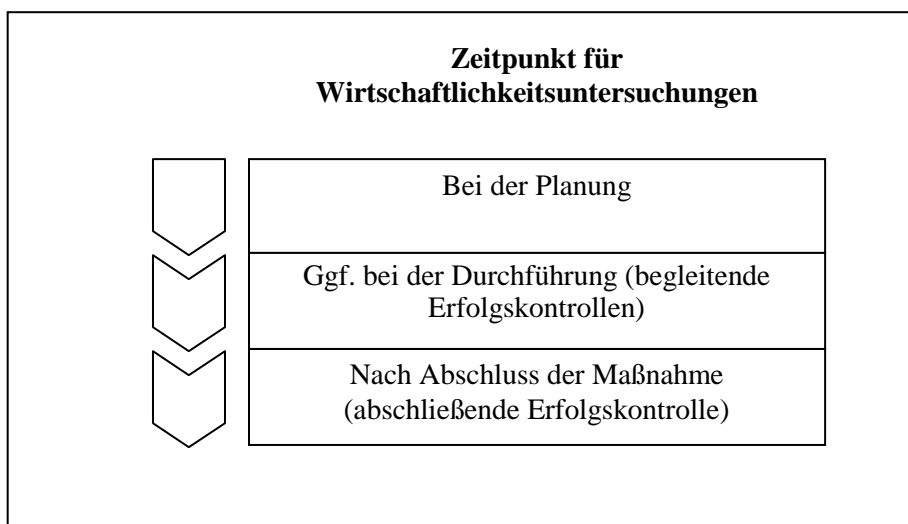 Zeitpunkt für
Wirtschaftlichkeitsuntersuchungen
Bei der Planung
Ggf. bei der Durchführung (begleitende
Erfolgskontrollen)
Nach Abschluss der Maßnahme
(abschließende Erfolgskontrolle)